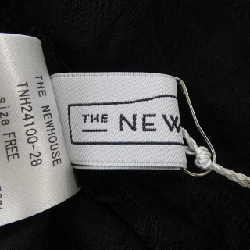 THE NEWHOUSE
TNH24100-28
size FREE
THE NEW